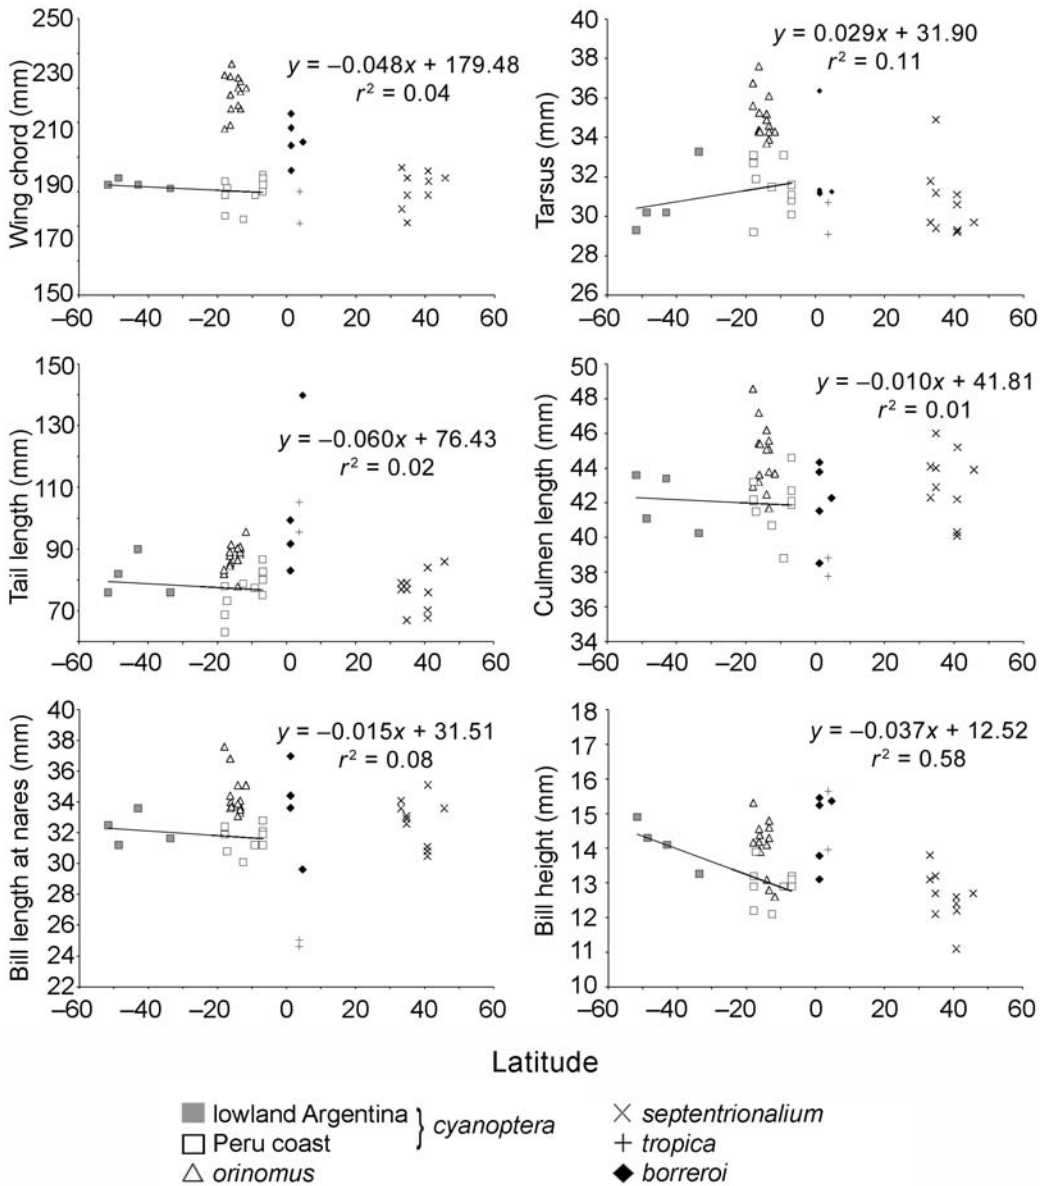 Wing chord (mm)
250
230
210
190
170
150
–60 –40 –20 0 20 40 60
y = –0.048x + 179.48
r² = 0.04
Tarsus (mm)
40
38
36
34
32
30
28
26
–60 –40 –20 0 20 40 60
y = 0.029x + 31.90
r² = 0.11
Tail length (mm)
150
130
110
90
70
–60 –40 –20 0 20 40 60
y = –0.060x + 76.43
r² = 0.02
Culmen length (mm)
50
48
46
44
42
40
38
36
34
–60 –40 –20 0 20 40 60
y = –0.010x + 41.81
r² = 0.01
Bill length at nares (mm)
40
38
36
34
32
30
28
26
24
22
–60 –40 –20 0 20 40 60
y = –0.015x + 31.51
r² = 0.08
Bill height (mm)
18
17
16
15
14
13
12
11
10
–60 –40 –20 0 20 40 60
y = –0.037x + 12.52
r² = 0.58
Latitude
lowland Argentina
Peru coast
cyanoptera
orinomus
septentrionalium
tropica
borreroi